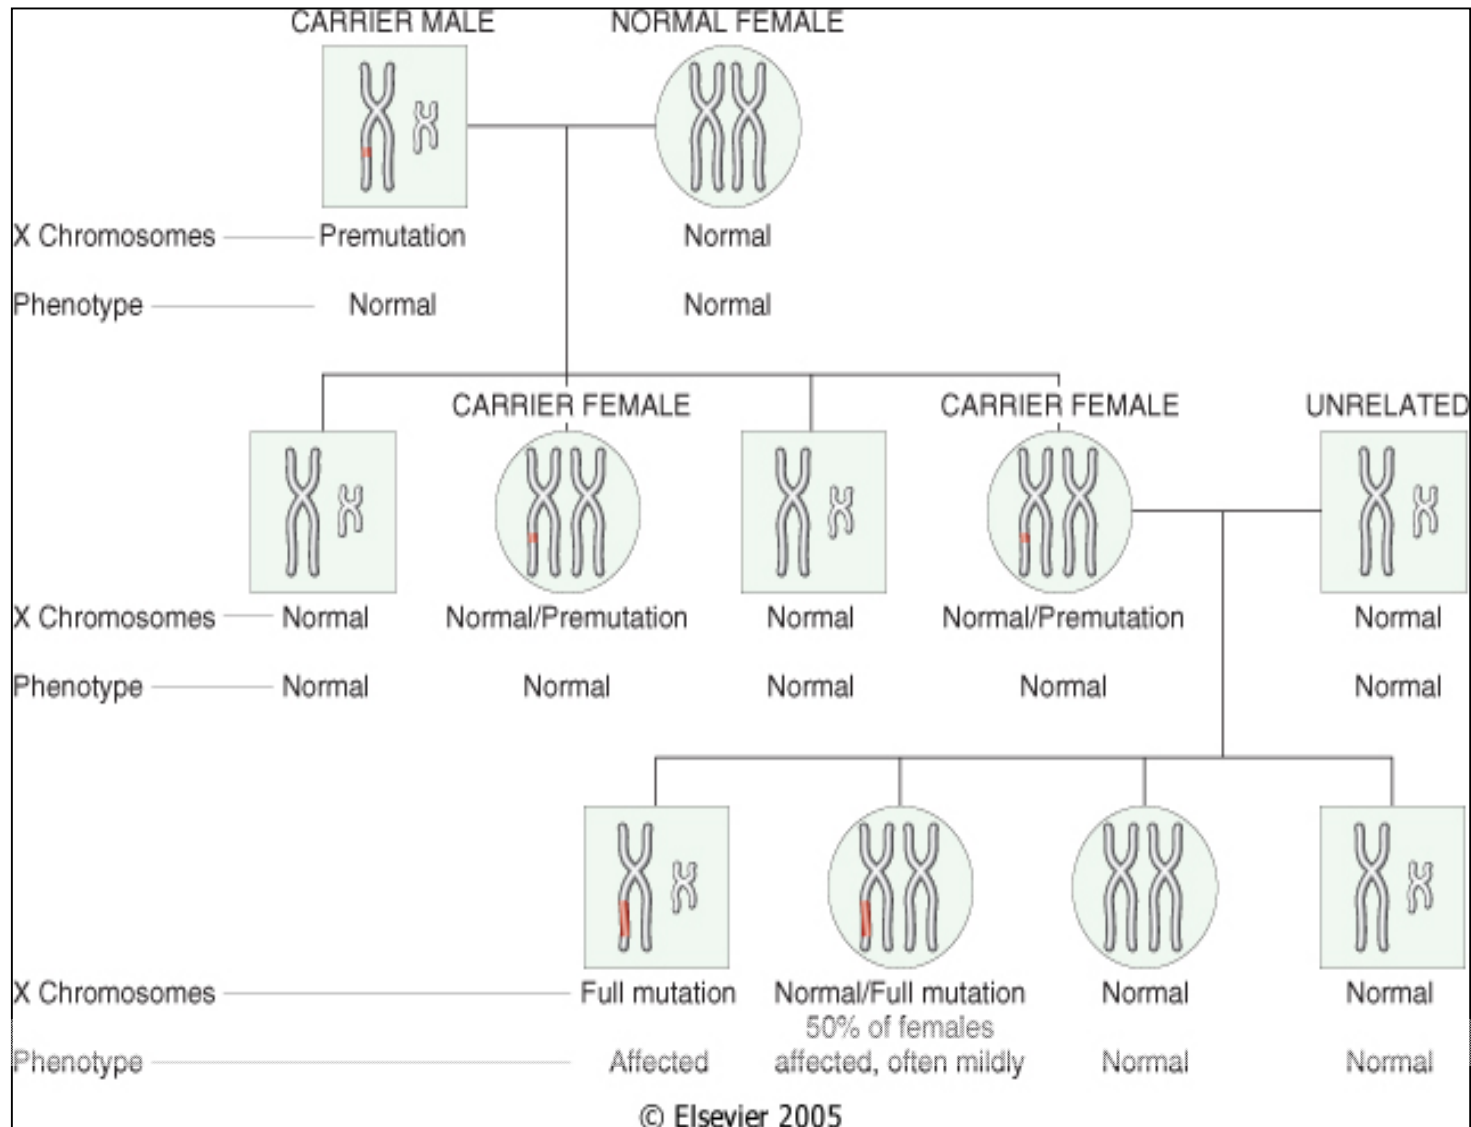 CARRIER MALE NORMAL FEMALE
X Chromosomes Premutation Normal
Phenotype Normal Normal
CARRIER FEMALE CARRIER FEMALE UNRELATED
X Chromosomes Normal Normal/Premutation Normal Normal/Premutation Normal
Phenotype Normal Normal Normal Normal Normal
X Chromosomes Full mutation Normal/Full mutation Normal Normal
50% of females
Phenotype Affected affected, often mildly Normal Normal
© Elsevier 2005